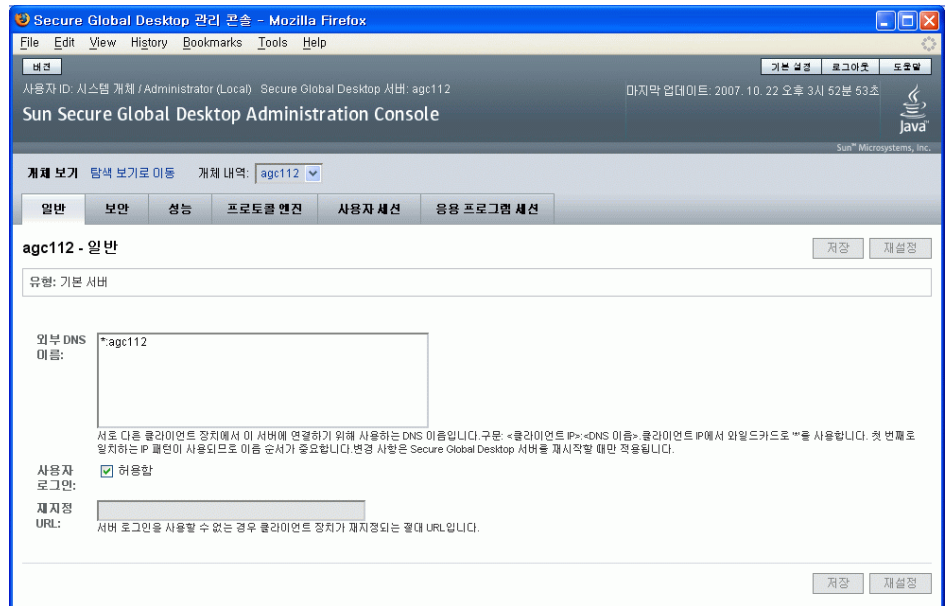 Secure Global Desktop 관리 콘솔 - Mozilla Firefox
File Edit View History Bookmarks Tools Help
버전 기본 설정 로그아웃 도움말
사용자 ID: 시스템 개체 / Administrator (Local) Secure Global Desktop 서버: agc112 마지막 업데이트: 2007. 10. 22 오후 3시 52분 53초
Sun Secure Global Desktop Administration Console
Java™
Sun™ Microsystems, Inc.
개체 보기 탐색 보기로 이동 개체 내역: agc112
일반 보안 성능 프로토콜 엔진 사용자 세션 응용 프로그램 세션
agc112 - 일반 저장 재설정
유형: 기본 서버
외부 DNS 이름: *:agc112
서로 다른 클라이언트 장치에서 이 서버에 연결하기 위해 사용하는 DNS 이름입니다.구문: <클라이언트 IP>:<DNS 이름>.클라이언트 IP에서 와일드카드로 '*'를 사용합니다. 첫 번째로
일치하는 IP 패턴이 사용되므로 이름 순서가 중요합니다.변경 사항은 Secure Global Desktop 서버를 재시작할 때만 적용됩니다.
사용자 로그인: 허용함
재지정 URL:
서버 로그인을 사용할 수 없는 경우 클라이언트 장치가 재지정되는 절대 URL입니다.
저장 재설정